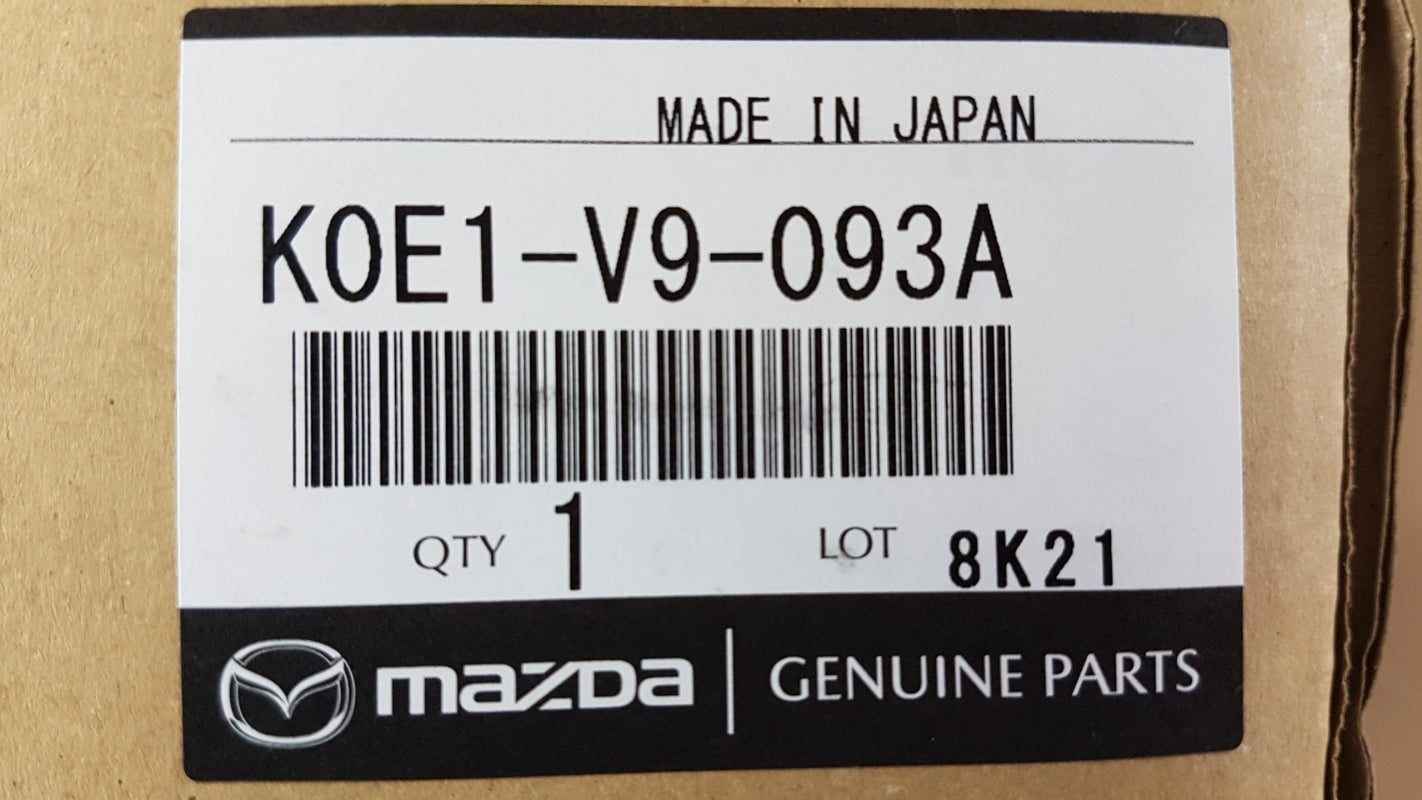 MADE IN JAPAN
K0E1-V9-093A
QTY 1 LOT 8K21
mazda | GENUINE PARTS